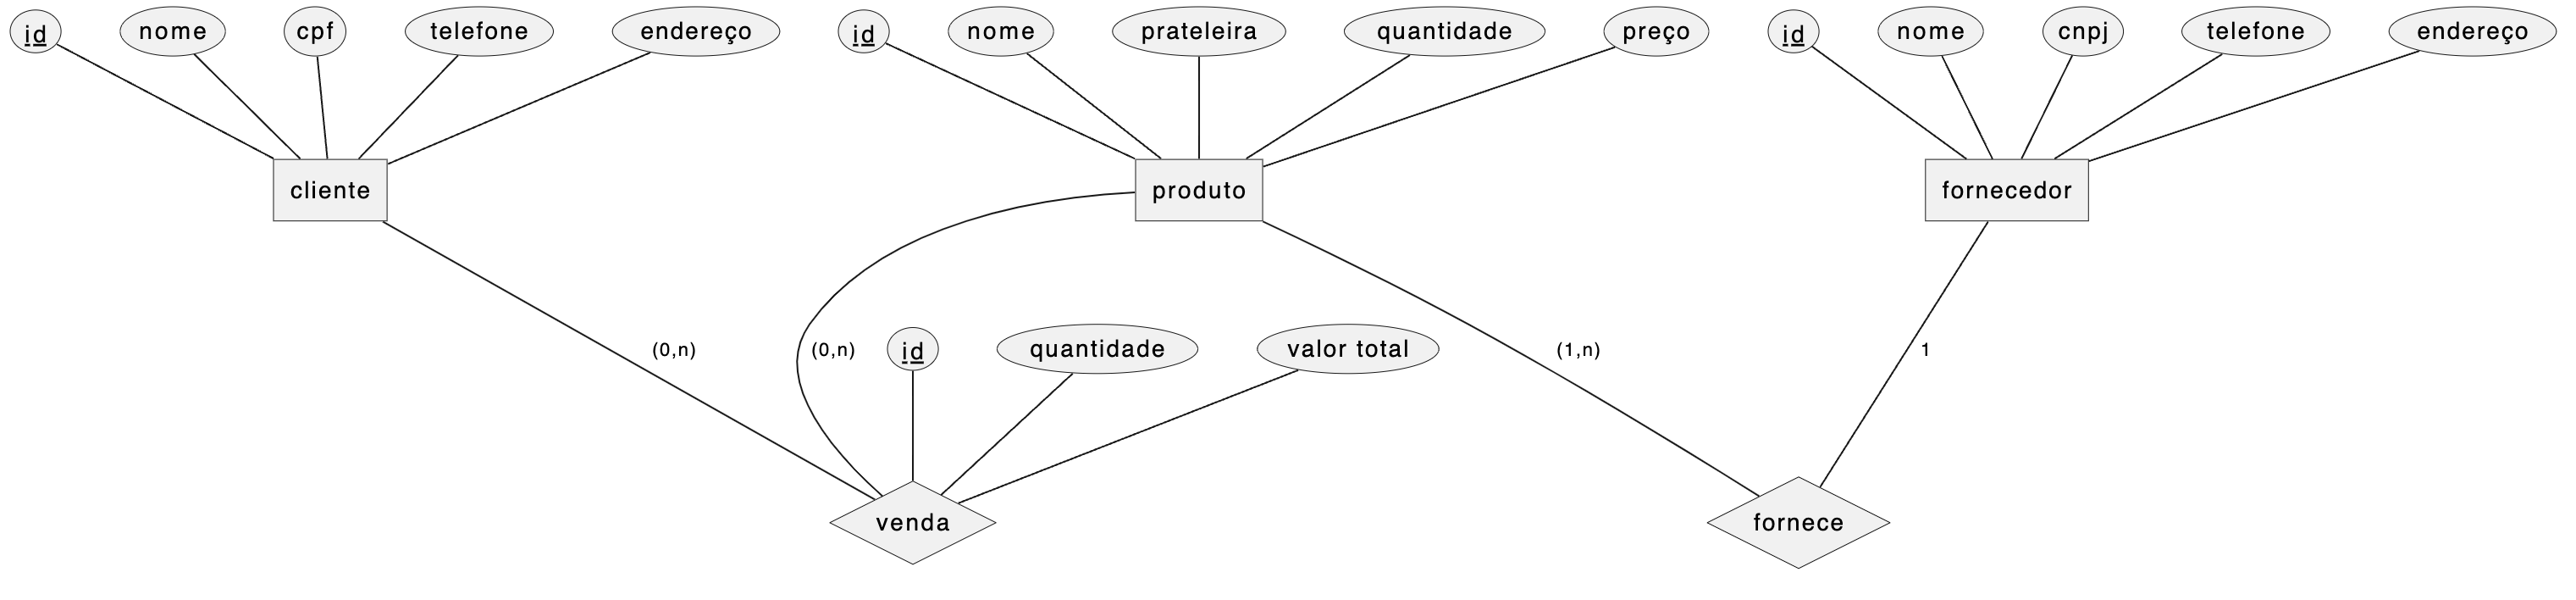 id nome cpf telefone endereço id nome prateleira quantidade preço id nome cnpj telefone endereço
cliente produto fornecedor
(0,n) (0,n) id quantidade valor total (1,n) 1
venda fornece